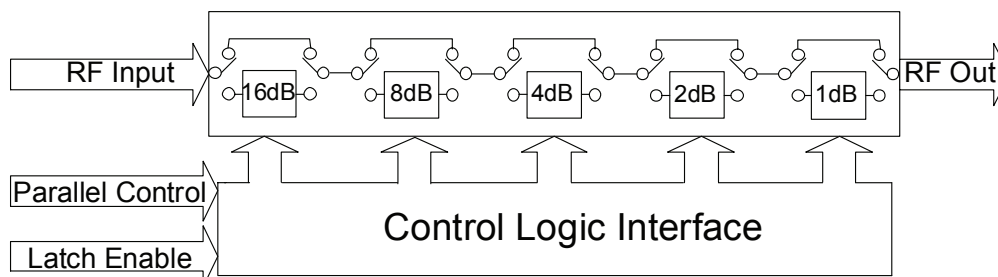 RF Input
16dB
8dB
4dB
2dB
1dB
RF Out
Parallel Control
Control Logic Interface
Latch Enable